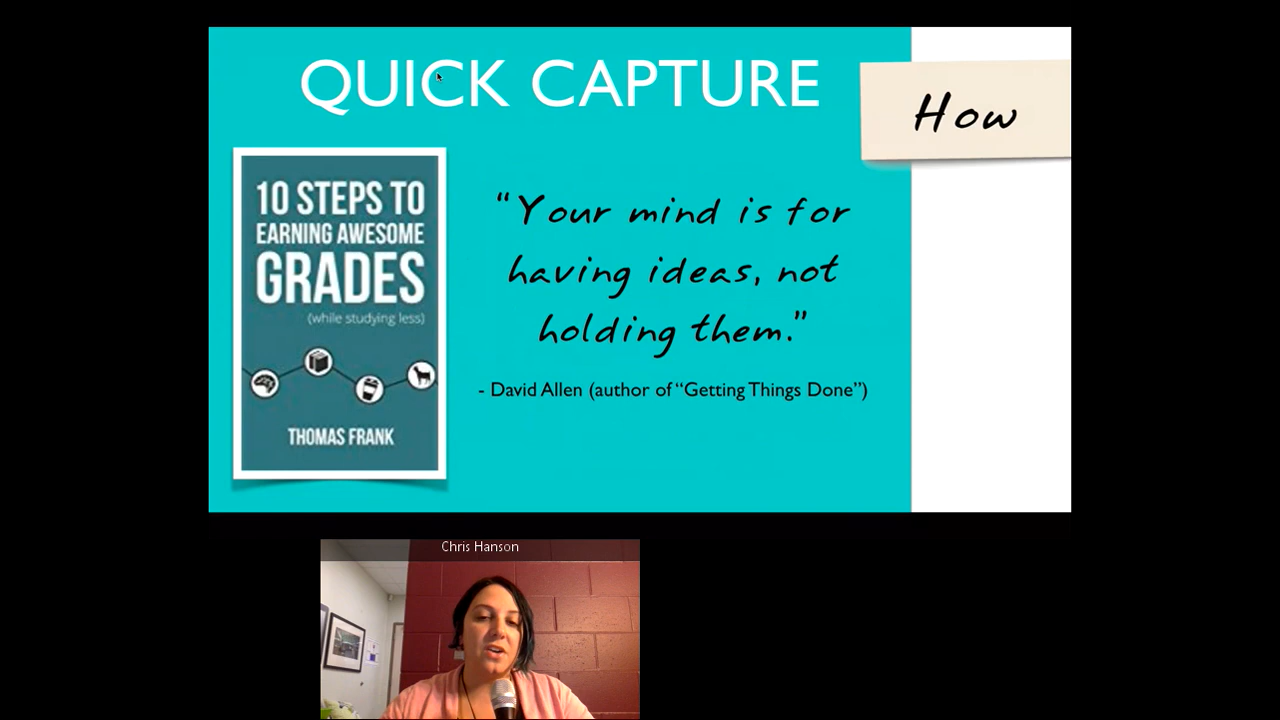 QUICK CAPTURE
How
10 STEPS TO
EARNING AWESOME
GRADES
(while studying less)
THOMAS FRANK
“Your mind is for
having ideas, not
holding them.”
- David Allen (author of “Getting Things Done”)
Chris Hanson